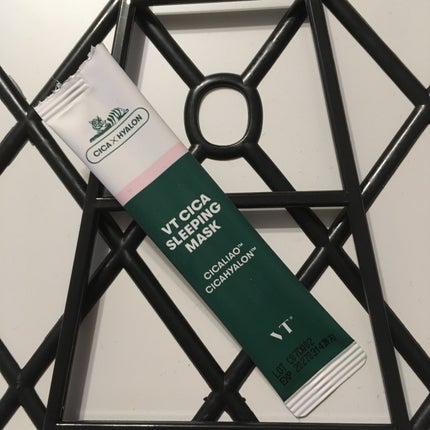 CICA X HYALON
VT CICA
SLEEPING
MASK
CICALIAO™
CICAHYALON™
VT®